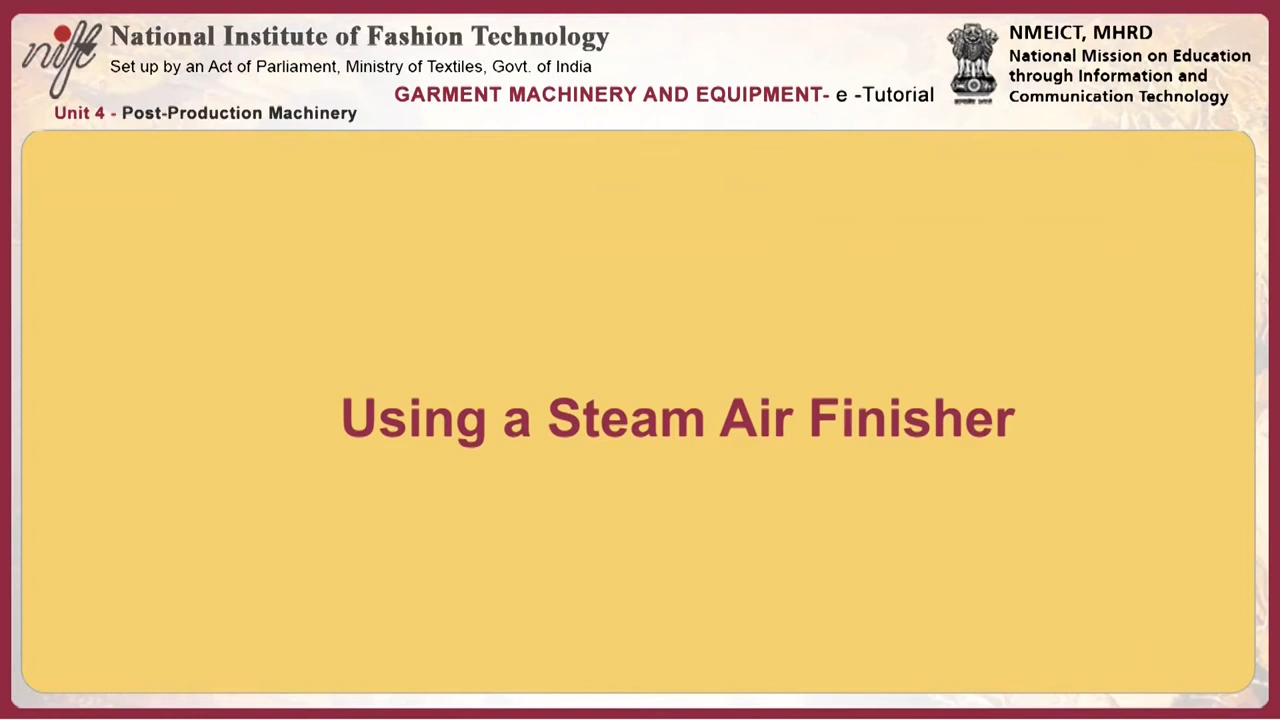 nift
National Institute of Fashion Technology
Set up by an Act of Parliament, Ministry of Textiles, Govt. of India
GARMENT MACHINERY AND EQUIPMENT- e -Tutorial
Unit 4 - Post-Production Machinery
NMEICT, MHRD
National Mission on Education
through Information and
Communication Technology
Using a Steam Air Finisher